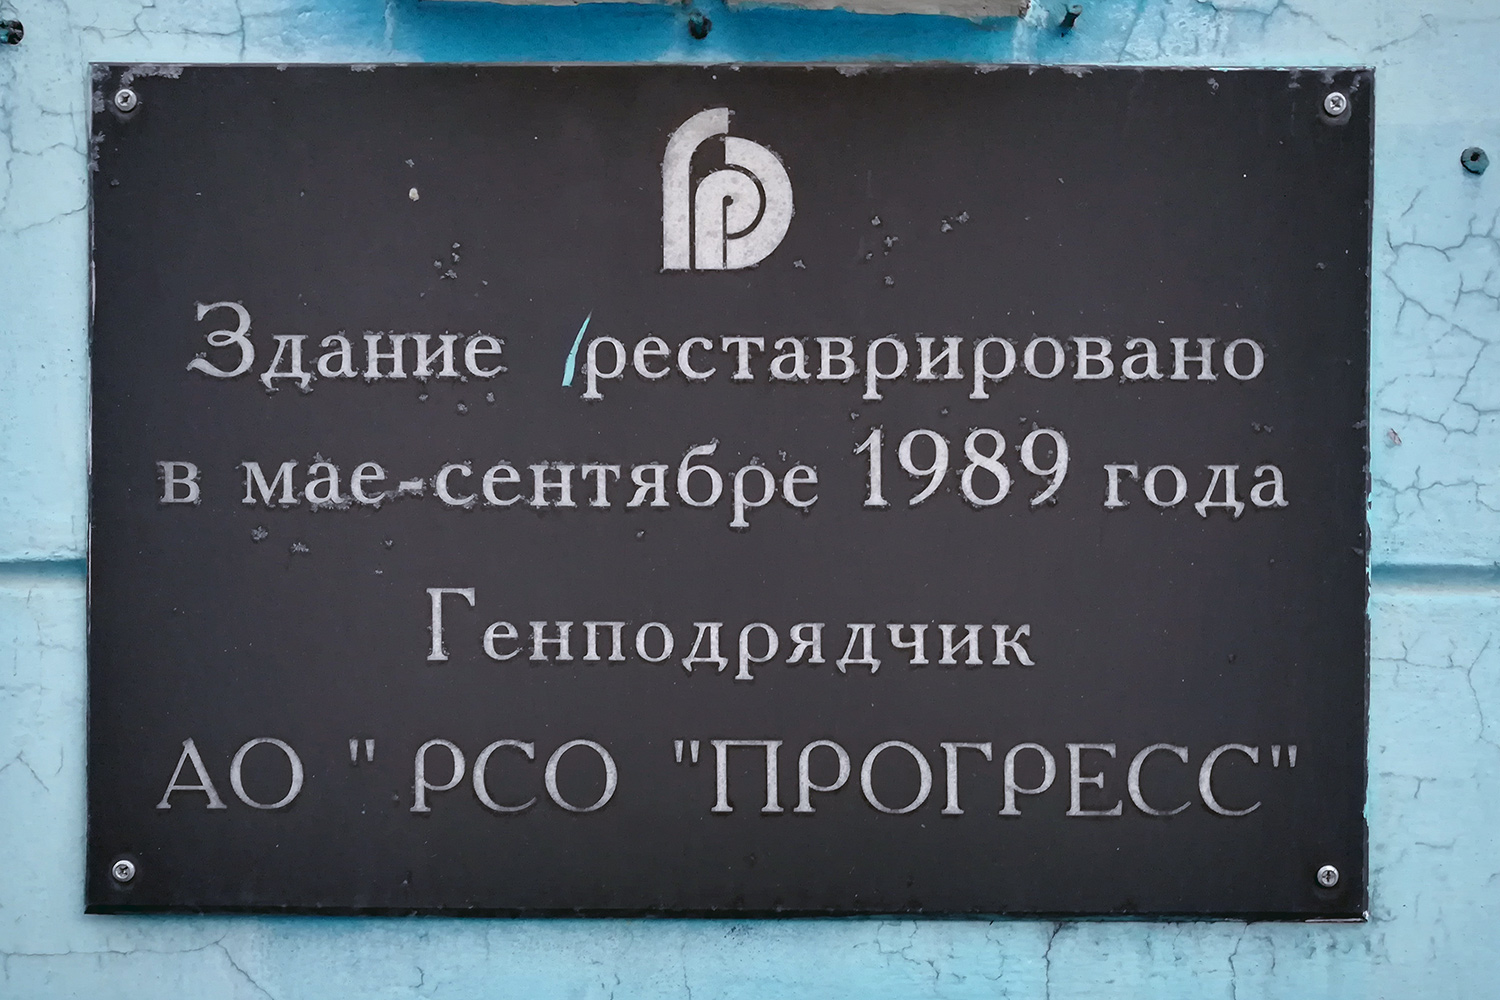 Здание реставрировано
в мае-сентябре 1989 года
Генподрядчик
АО " РСО "ПРОГРЕСС"